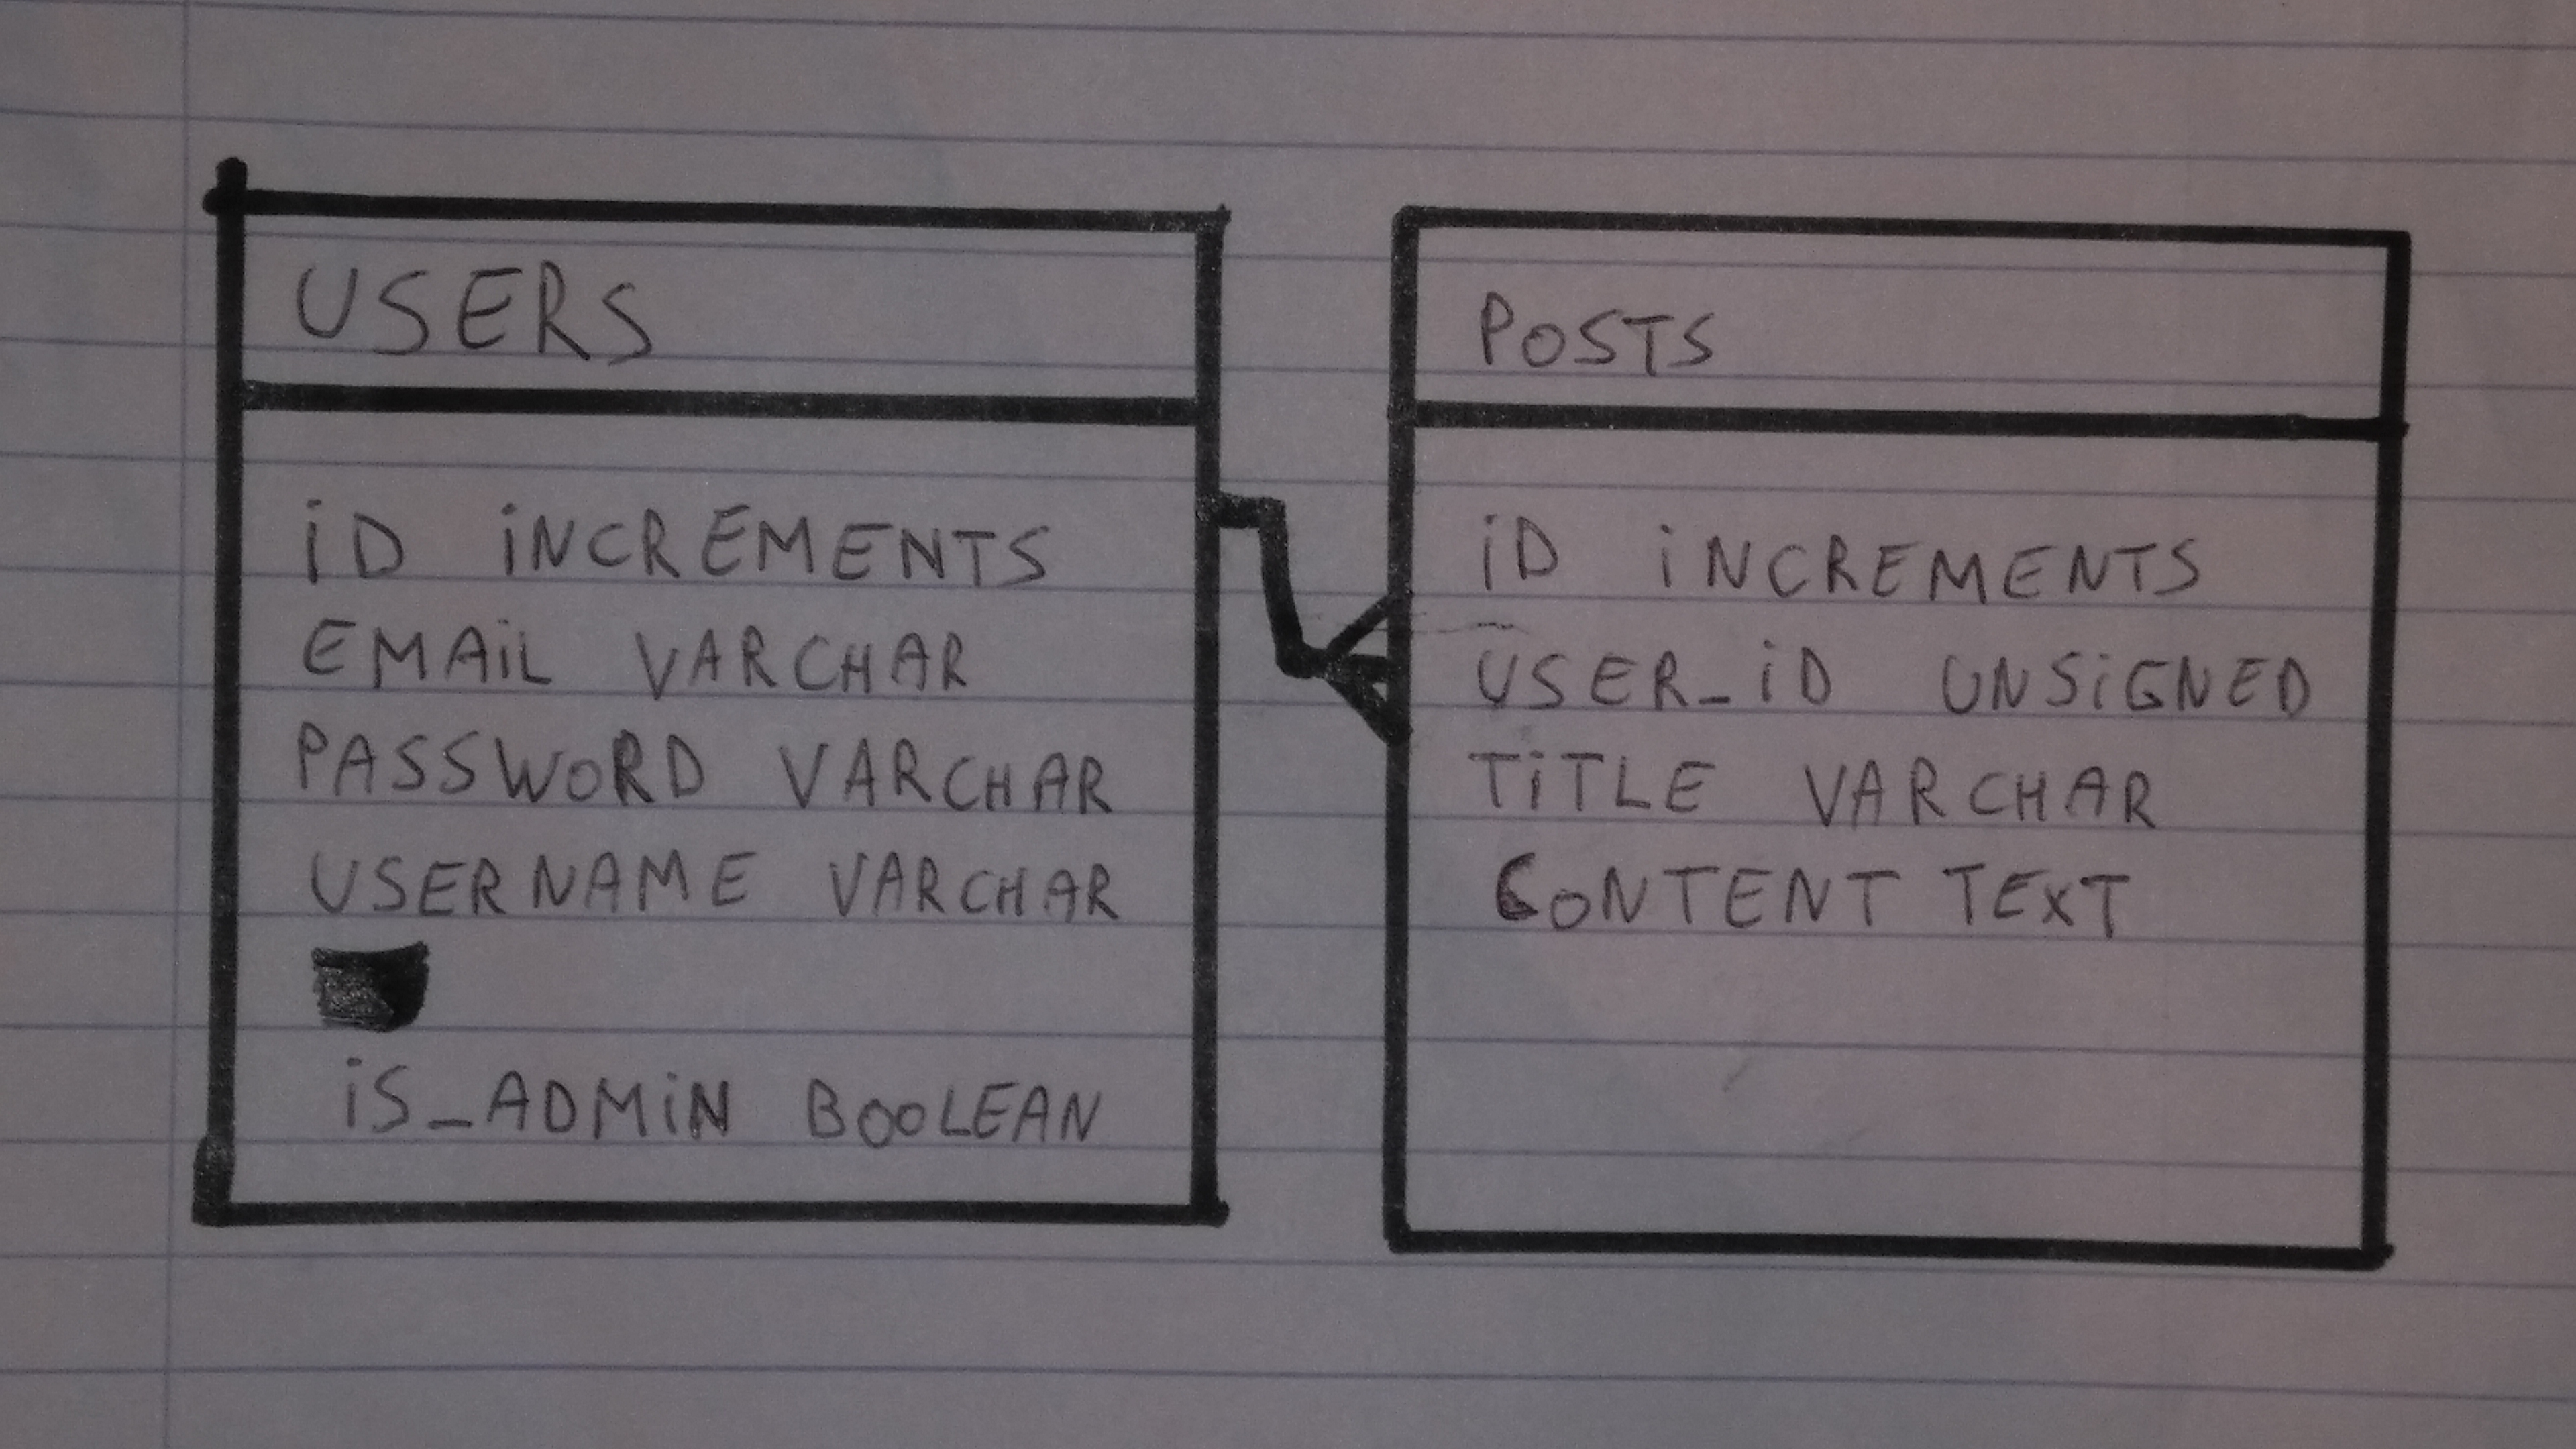 USERS
iD iNCREMENTS
EMAiL VARCHAR
PASSWORD VARCHAR
USERNAME VARCHAR
iS_ADMiN BOOLEAN
POSTS
iD iNCREMENTS
USER_iD UNSiGNED
TiTLE VARCHAR
CONTENT TEXT